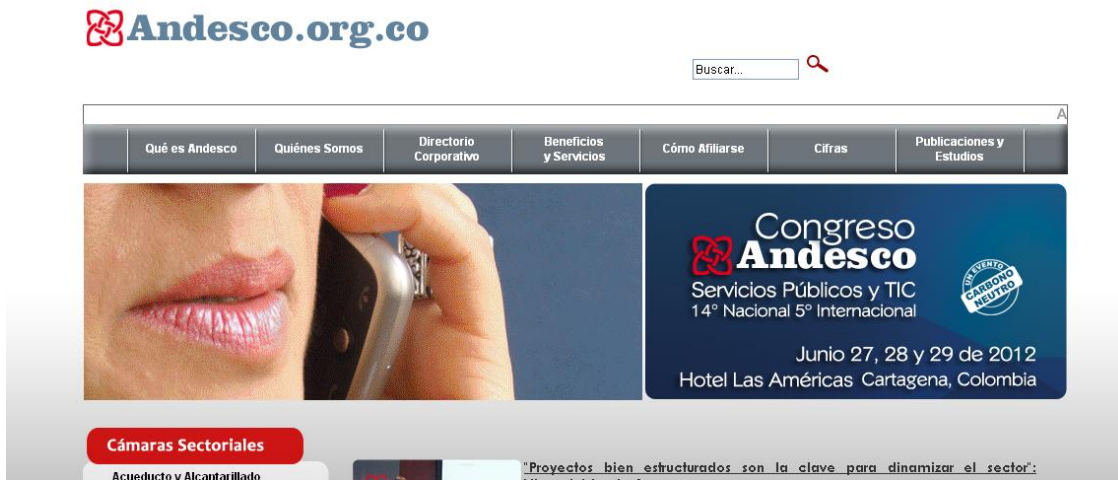 Andesco.org.co
Buscar...
A
Qué es Andesco
Quiénes Somos
Directorio
Corporativo
Beneficios
y Servicios
Cómo Afiliarse
Cifras
Publicaciones y
Estudios
Congreso
Andesco
Servicios Públicos y TIC
14º Nacional 5º Internacional
UN EVENTO
CARBONO
NEUTRO
Junio 27, 28 y 29 de 2012
Hotel Las Américas Cartagena, Colombia
Cámaras Sectoriales
Acueducto y Alcantarillado
"Proyectos bien estructurados son la clave para dinamizar el sector":